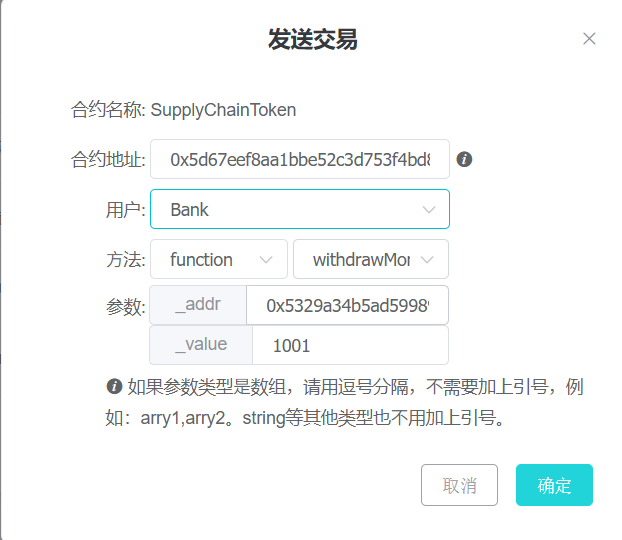 发送交易
合约名称: SupplyChainToken
合约地址: 0x5d67eef8aa1bbe52c3d753f4bd8
用户: Bank
方法: function withdrawMor
参数: _addr 0x5329a34b5ad59989
_value 1001
如果参数类型是数组，请用逗号分隔，不需要加上引号，例
如：arry1,arry2。string等其他类型也不用加上引号。
取消 确定